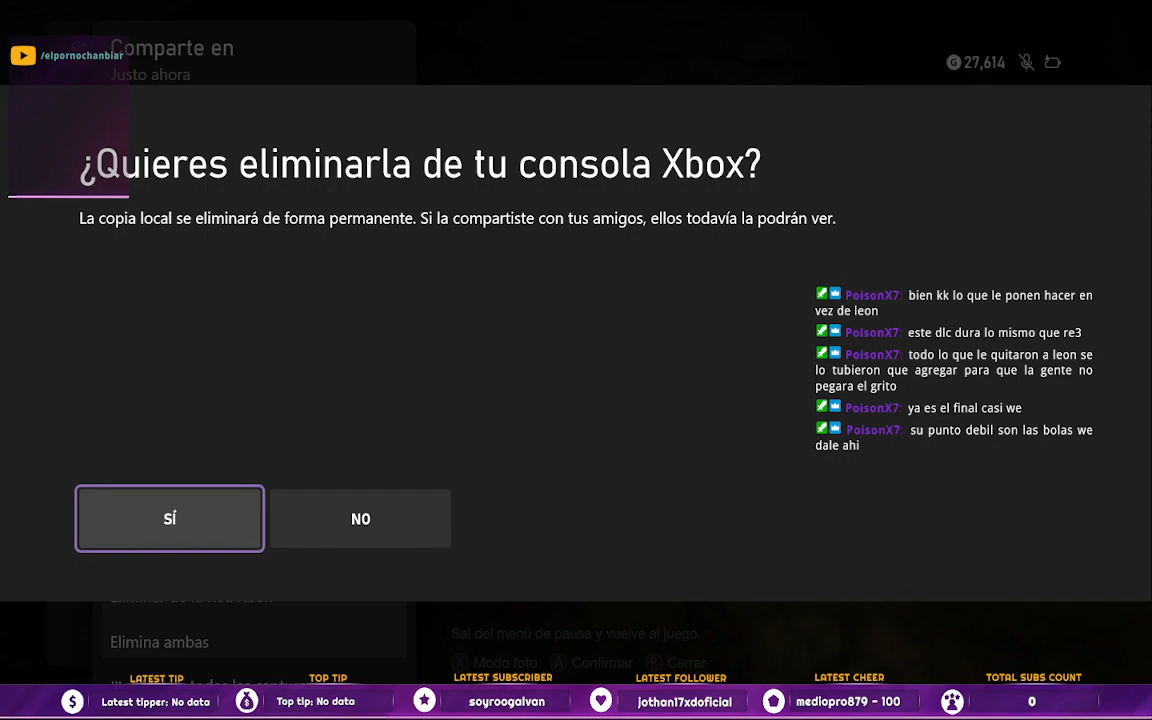 Comparte en
/elpornochanbiar
Justo ahora
27,614
¿Quieres eliminarla de tu consola Xbox?
La copia local se eliminará de forma permanente. Si la compartiste con tus amigos, ellos todavía la podrán ver.
PoisonX7: bien kk lo que le ponen hacer en
vez de leon
PoisonX7: este dlc dura lo mismo que re3
PoisonX7: todo lo que le quitaron a leon se
lo tubieron que agregar para que la gente no
pegara el grito
PoisonX7: ya es el final casi we
PoisonX7: su punto debil son las bolas we
dale ahi
SÍ
NO
Elimina ambas
Sal del menú de pausa y vuelve al juego.
X Modo foto A Confirmar B Cerrar
LATEST TIP
Latest tipper: No data
TOP TIP
Top tip: No data
LATEST SUBSCRIBER
soyroogalvan
LATEST FOLLOWER
jothan17xdoficial
LATEST CHEER
mediopro879 - 100
TOTAL SUBS COUNT
0